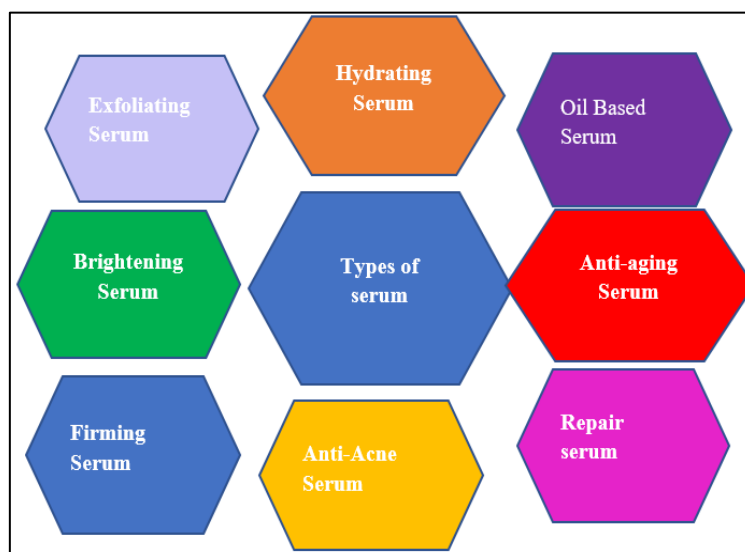 Exfoliating
Serum
Hydrating
Serum
Oil Based
Serum
Brightening
Serum
Types of
serum
Anti-aging
Serum
Firming
Serum
Anti-Acne
Serum
Repair
serum